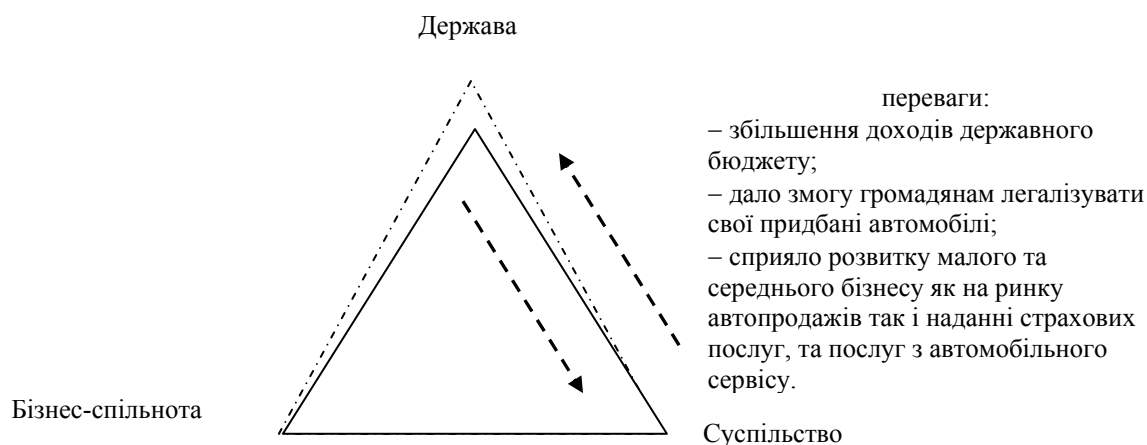 Держава
переваги:
– збільшення доходів державного
бюджету;
– дало змогу громадянам легалізувати
свої придбані автомобілі;
– сприяло розвитку малого та
середнього бізнесу як на ринку
автопродажів так і наданні страхових
послуг, та послуг з автомобільного
сервісу.
Бізнес-спільнота
Суспільство